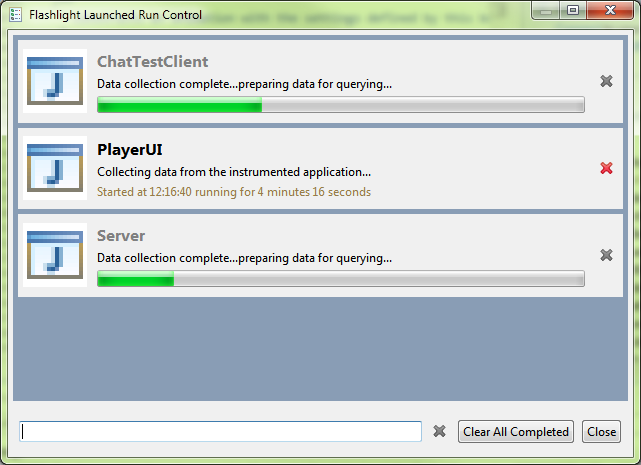 Flashlight Launched Run Control
ChatTestClient
Data collection complete...preparing data for querying...
PlayerUI
Collecting data from the instrumented application...
Started at 12:16:40 running for 4 minutes 16 seconds
Server
Data collection complete...preparing data for querying...
Clear All Completed
Close